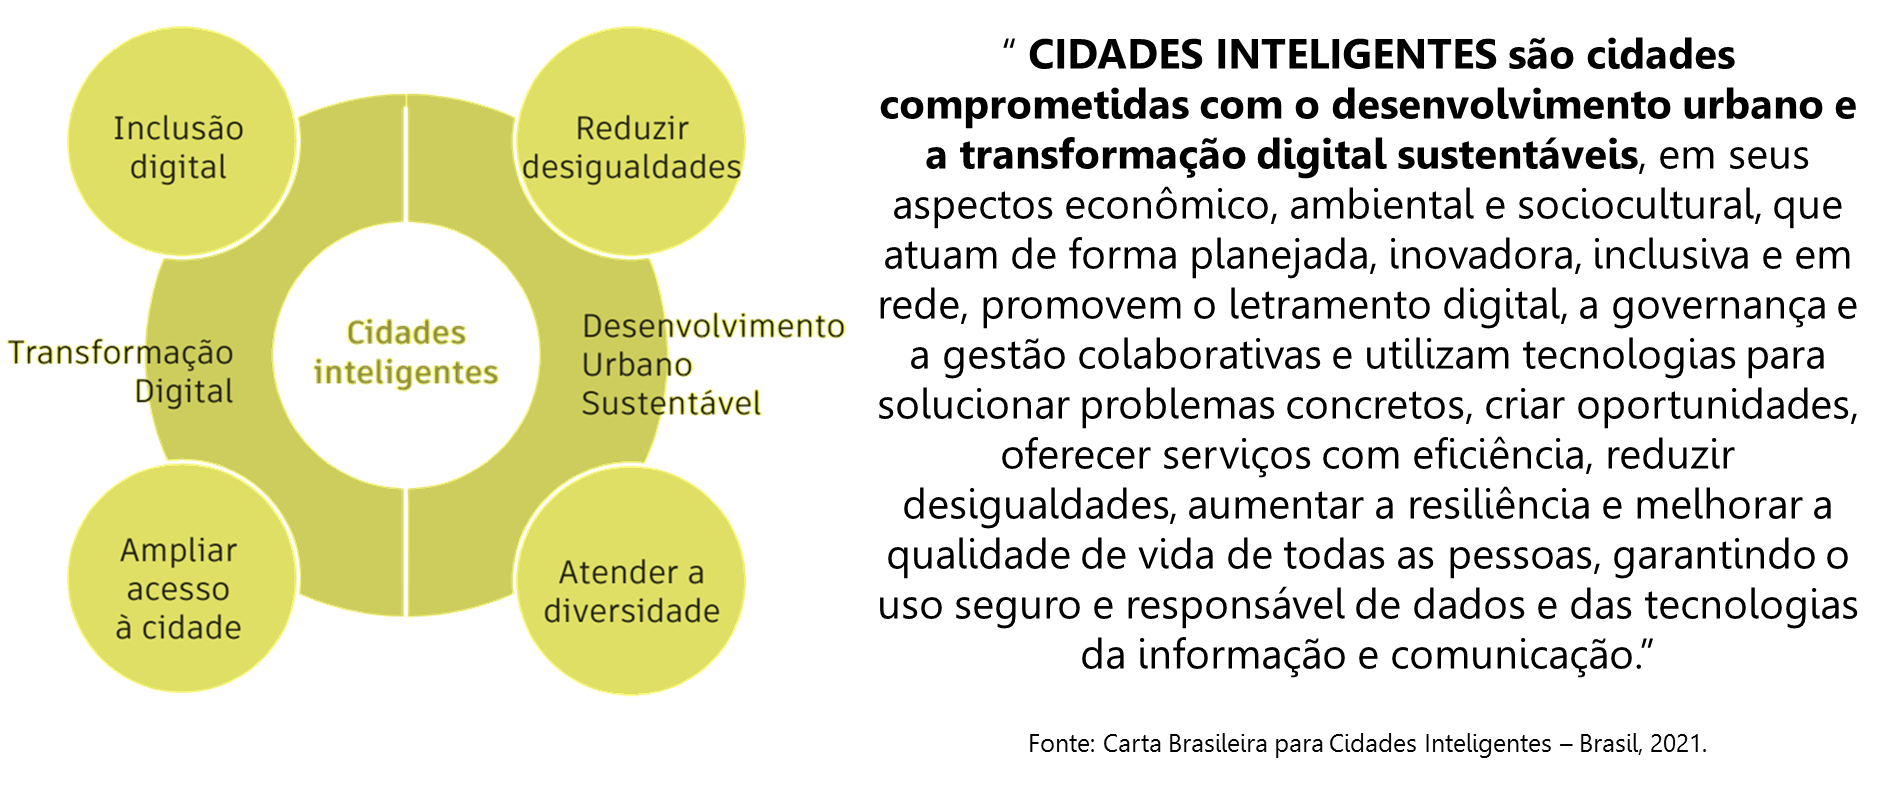 Inclusão
digital
Reduzir
desigualdades
Cidades
inteligentes
Transformação
Digital
Desenvolvimento
Urbano
Sustentável
Ampliar
acesso
à cidade
Atender a
diversidade
“ CIDADES INTELIGENTES são cidades
comprometidas com o desenvolvimento urbano e
a transformação digital sustentáveis, em seus
aspectos econômico, ambiental e sociocultural, que
atuam de forma planejada, inovadora, inclusiva e em
rede, promovem o letramento digital, a governança e
a gestão colaborativas e utilizam tecnologias para
solucionar problemas concretos, criar oportunidades,
oferecer serviços com eficiência, reduzir
desigualdades, aumentar a resiliência e melhorar a
qualidade de vida de todas as pessoas, garantindo o
uso seguro e responsável de dados e das tecnologias
da informação e comunicação.”
Fonte: Carta Brasileira para Cidades Inteligentes – Brasil, 2021.